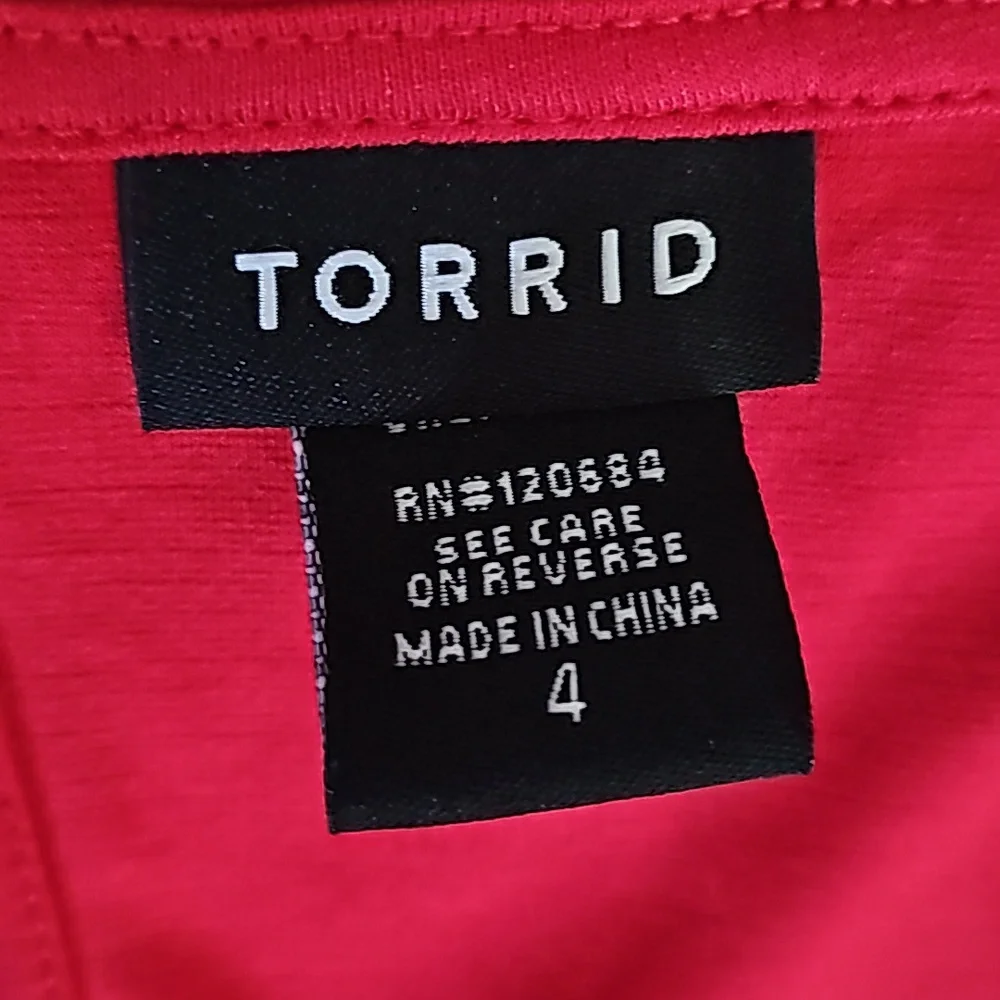 TORRID
RN#120684
SEE CARE
ON REVERSE
MADE IN CHINA
4